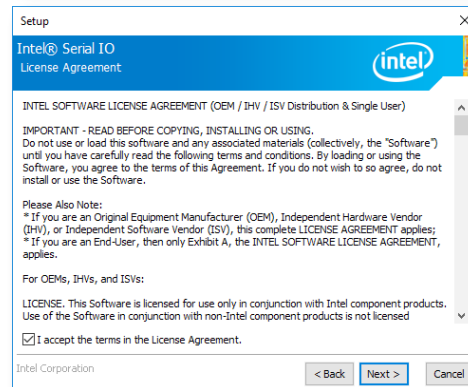 Setup
Intel® Serial IO
License Agreement
intel
INTEL SOFTWARE LICENSE AGREEMENT (OEM / IHV / ISV Distribution & Single User)
IMPORTANT - READ BEFORE COPYING, INSTALLING OR USING.
Do not use or load this software and any associated materials (collectively, the "Software")
until you have carefully read the following terms and conditions. By loading or using the
Software, you agree to the terms of this Agreement. If you do not wish to so agree, do not
install or use the Software.
Please Also Note:
* If you are an Original Equipment Manufacturer (OEM), Independent Hardware Vendor
(IHV), or Independent Software Vendor (ISV), this complete LICENSE AGREEMENT applies;
* If you are an End-User, then only Exhibit A, the INTEL SOFTWARE LICENSE AGREEMENT,
applies.
For OEMs, IHVs, and ISVs:
LICENSE. This Software is licensed for use only in conjunction with Intel component products.
Use of the Software in conjunction with non-Intel component products is not licensed
I accept the terms in the License Agreement.
Intel Corporation
< Back
Next >
Cancel